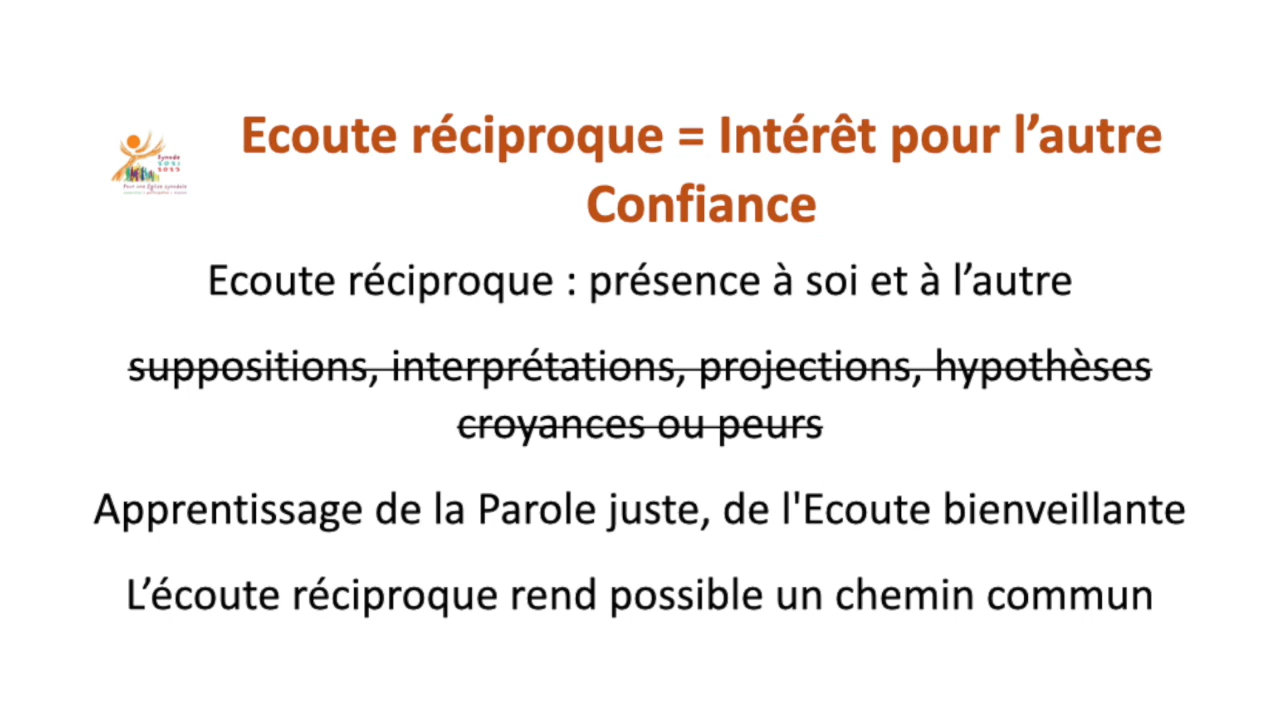 Ecoute réciproque = Intérêt pour l’autre
Confiance
Synode
2021
2023
Pour une Église synodale
Ecoute réciproque : présence à soi et à l’autre
suppositions, interprétations, projections, hypothèses
croyances ou peurs
Apprentissage de la Parole juste, de l'Ecoute bienveillante
L’écoute réciproque rend possible un chemin commun